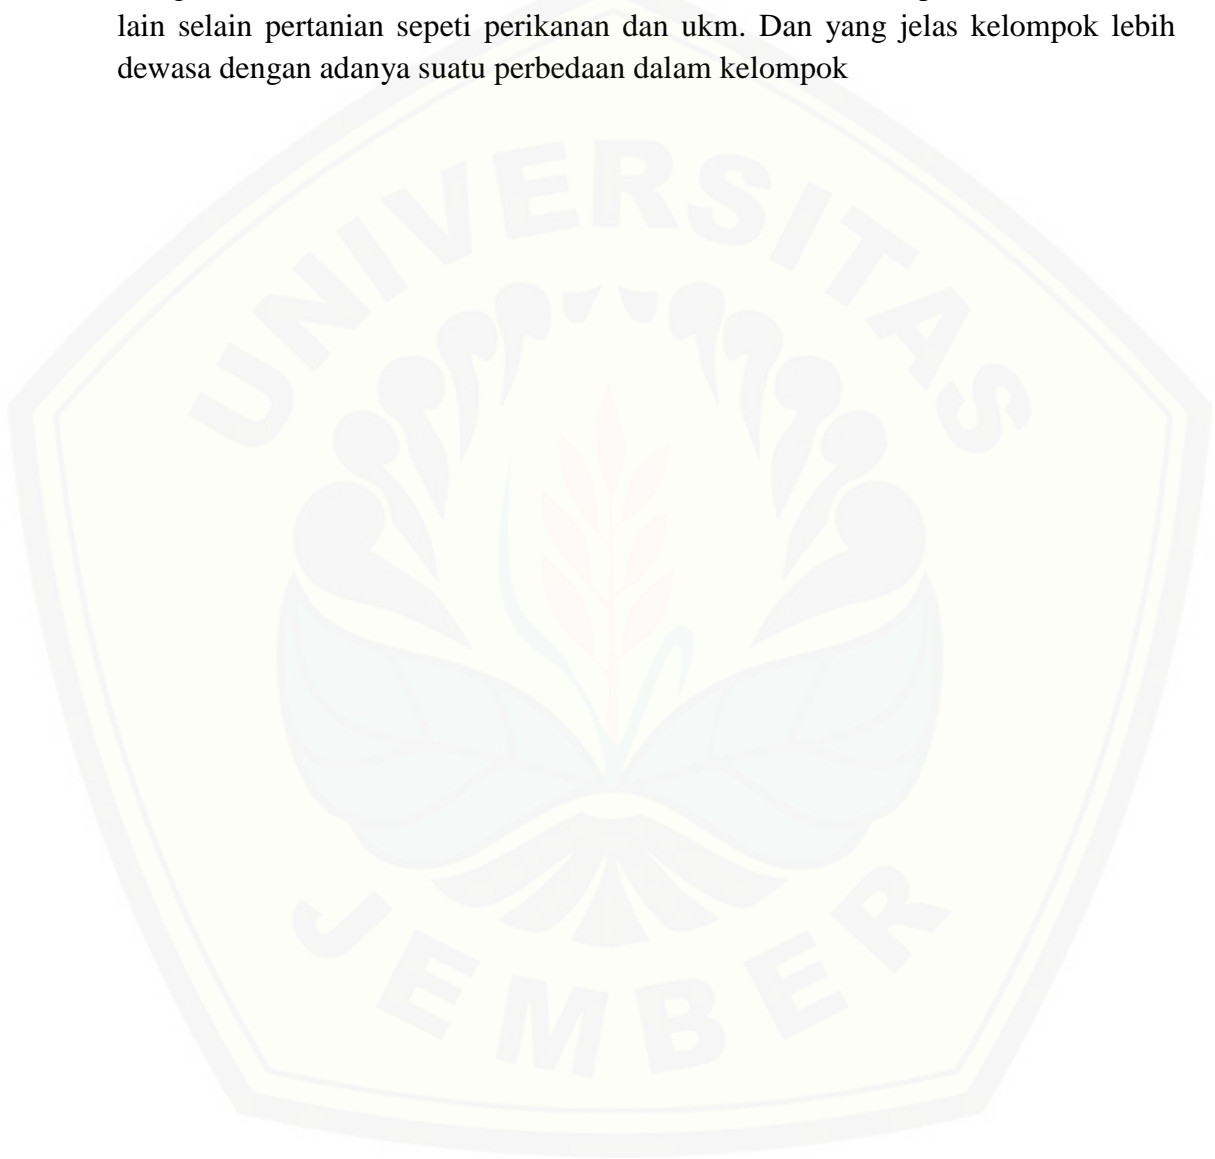 lain selain pertanian sepeti perikanan dan ukm. Dan yang jelas kelompok lebih
dewasa dengan adanya suatu perbedaan dalam kelompok
UNIVERSITAS
JEMBER